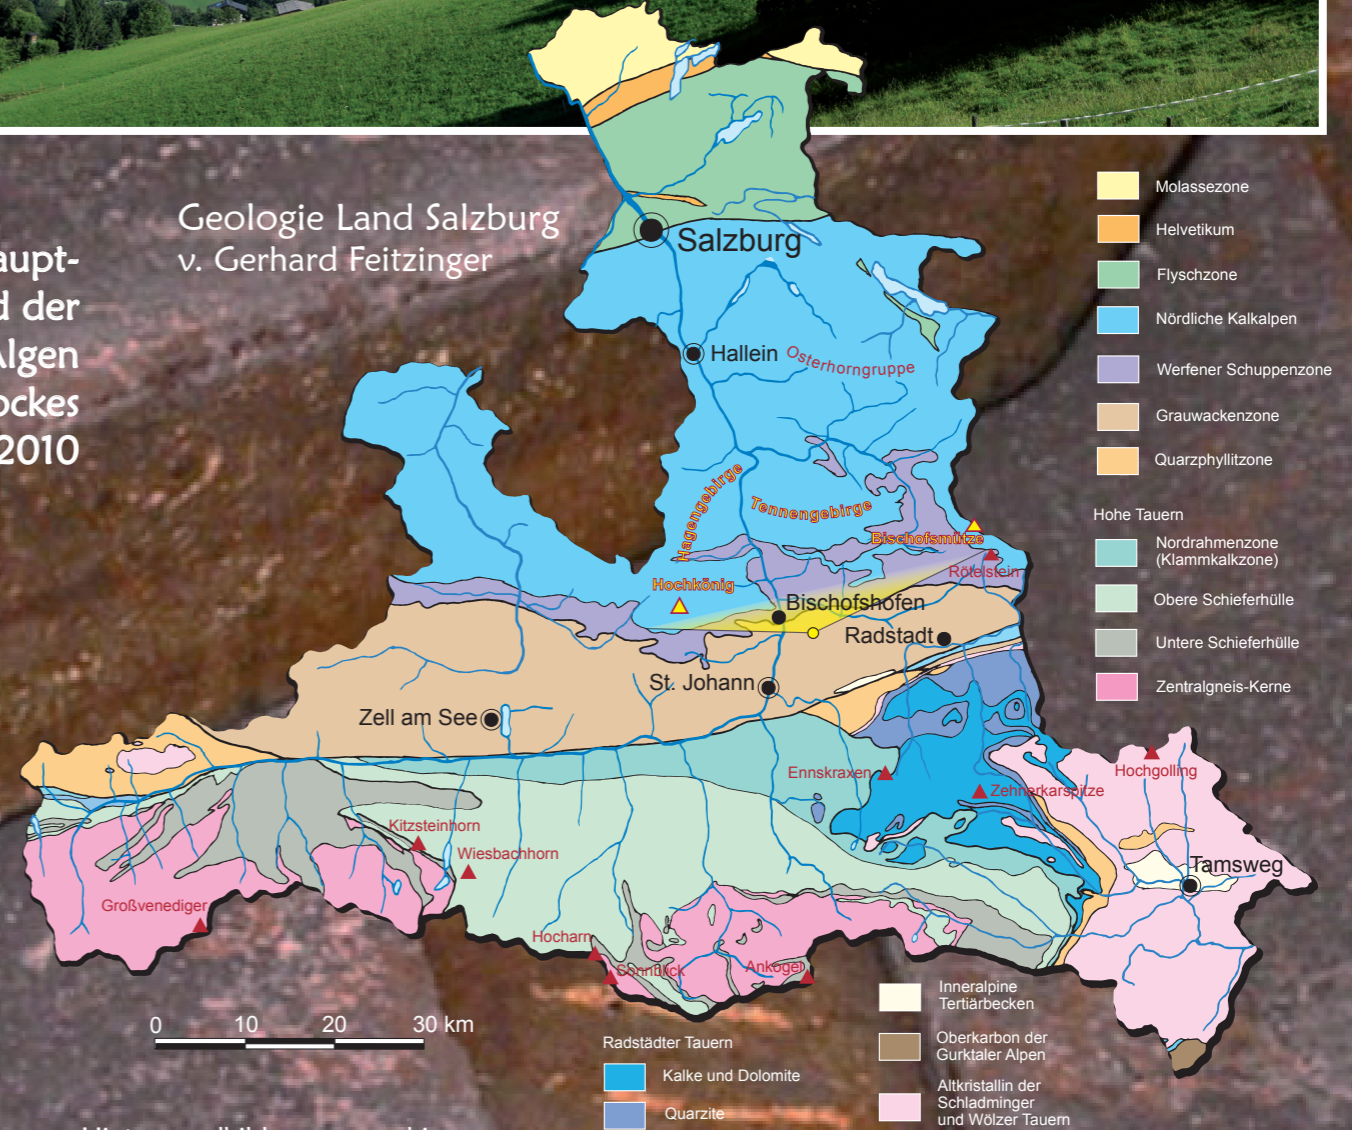 Geologie Land Salzburg
v. Gerhard Feitzinger
aupt-
d der
Algen
ockes
2010
Salzburg
Hallein
Osterhorngruppe
Hagengebirge
Tennengebirge
Bischofsmütze
Rötelstein
Hochkönig
Bischofshofen
Radstadt
St. Johann
Zell am See
Ennskraxen
Zehnerkarspitze
Hochgolling
Kitzsteinhorn
Wiesbachhorn
Großvenediger
Tamsweg
Hocharn
Sonnblick
Ankogel
0 10 20 30 km
Molassezone
Helvetikum
Flyschzone
Nördliche Kalkalpen
Werfener Schuppenzone
Grauwackenzone
Quarzphyllitzone
Hohe Tauern
Nordrahmenzone
(Klammkalkzone)
Obere Schieferhülle
Untere Schieferhülle
Zentralgneis-Kerne
Radstädter Tauern
Kalke und Dolomite
Quarzite
Inneralpine
Tertiärbecken
Oberkarbon der
Gurktaler Alpen
Altkristallin der
Schladminger
und Wölzer Tauern